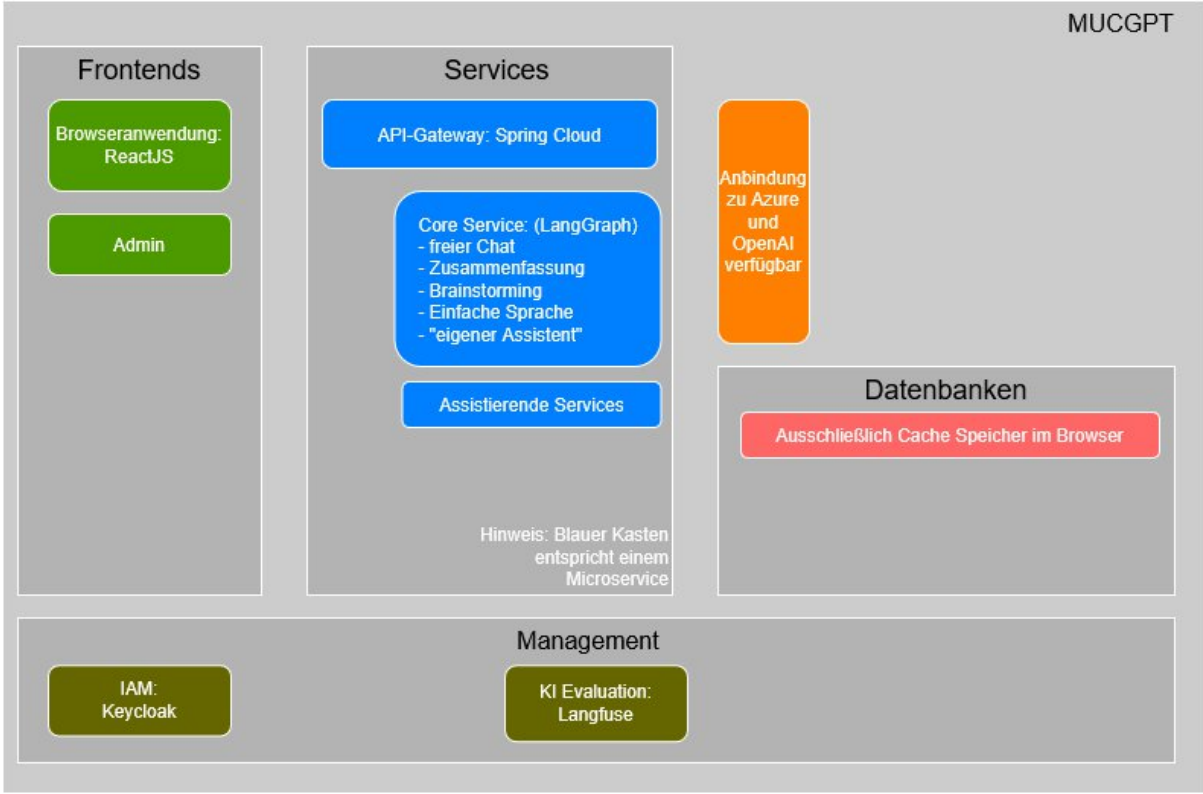 MUCGPT
Frontends
Browseranwendung:
ReactJS
Admin
Services
API-Gateway: Spring Cloud
Core Service: (LangGraph)
- freier Chat
- Zusammenfassung
- Brainstorming
- Einfache Sprache
- "eigener Assistent"
Assistierende Services
Hinweis: Blauer Kasten
entspricht einem
Microservice
Anbindung
zu Azure
und
OpenAI
verfügbar
Datenbanken
Ausschließlich Cache Speicher im Browser
Management
IAM:
Keycloak
KI Evaluation:
Langfuse